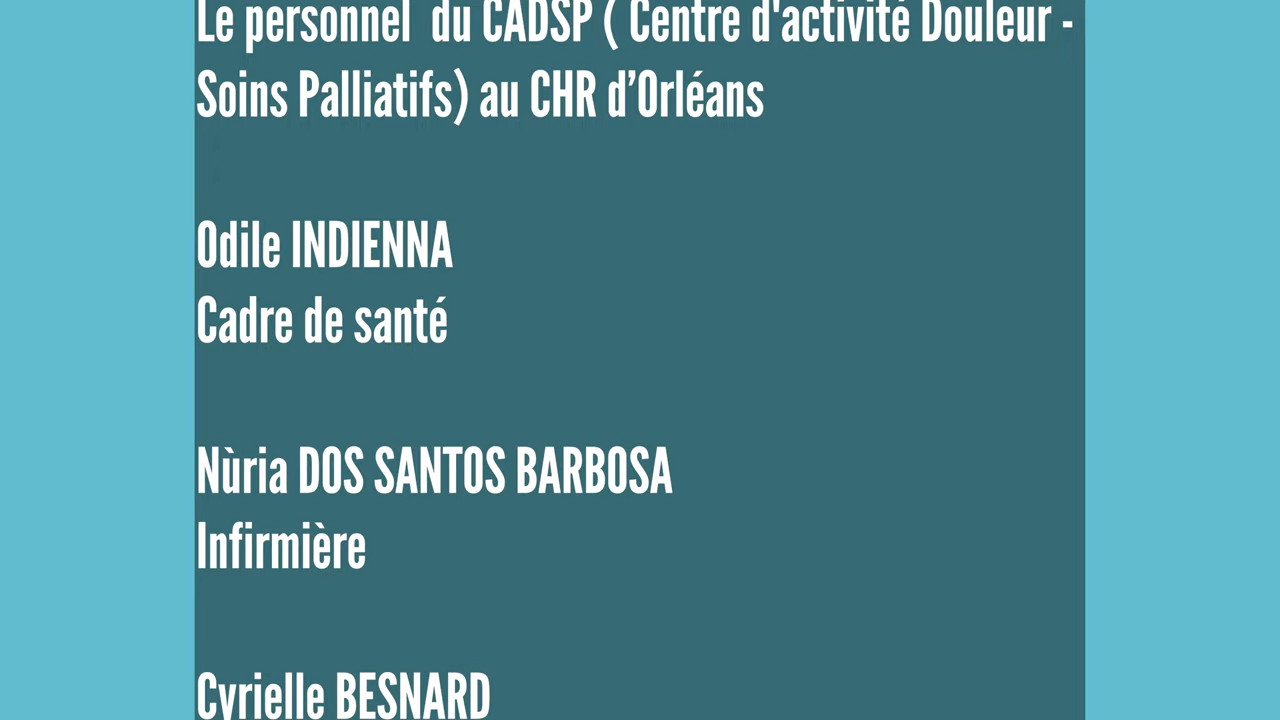 Le personnel  du CADSP ( Centre d'activité Douleur -
Soins Palliatifs) au CHR d’Orléans
Odile INDIENNA
Cadre de santé
Nùria DOS SANTOS BARBOSA
Infirmière
Cyrielle BESNARD